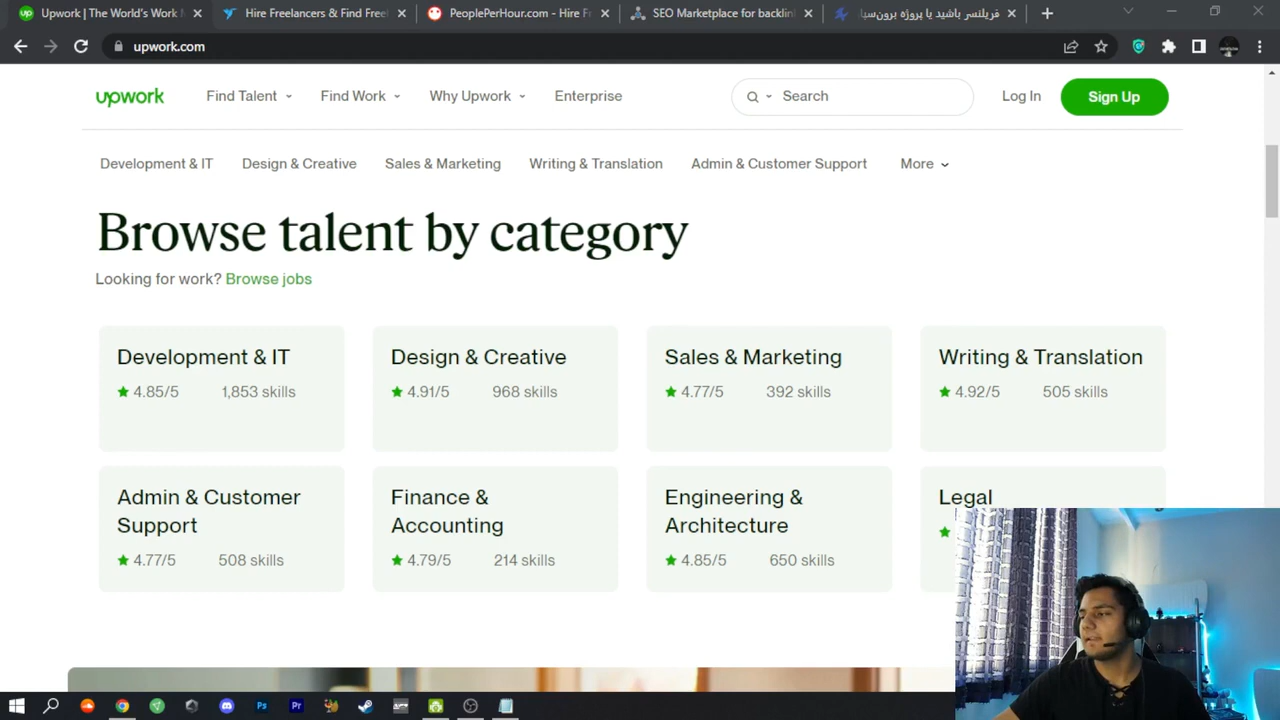 Upwork | The World's Work M
Hire Freelancers & Find Free
PeoplePerHour.com - Hire F
SEO Marketplace for backlin
فریلنسر باشید یا پروژه برون‌سپا
upwork.com
upwork
Find Talent
Find Work
Why Upwork
Enterprise
Search
Log In
Sign Up
Development & IT
Design & Creative
Sales & Marketing
Writing & Translation
Admin & Customer Support
More
Browse talent by category
Looking for work? Browse jobs
Development & IT
4.85/5 1,853 skills
Design & Creative
4.91/5 968 skills
Sales & Marketing
4.77/5 392 skills
Writing & Translation
4.92/5 505 skills
Admin & Customer
Support
4.77/5 508 skills
Finance &
Accounting
4.79/5 214 skills
Engineering &
Architecture
4.85/5 650 skills
Legal